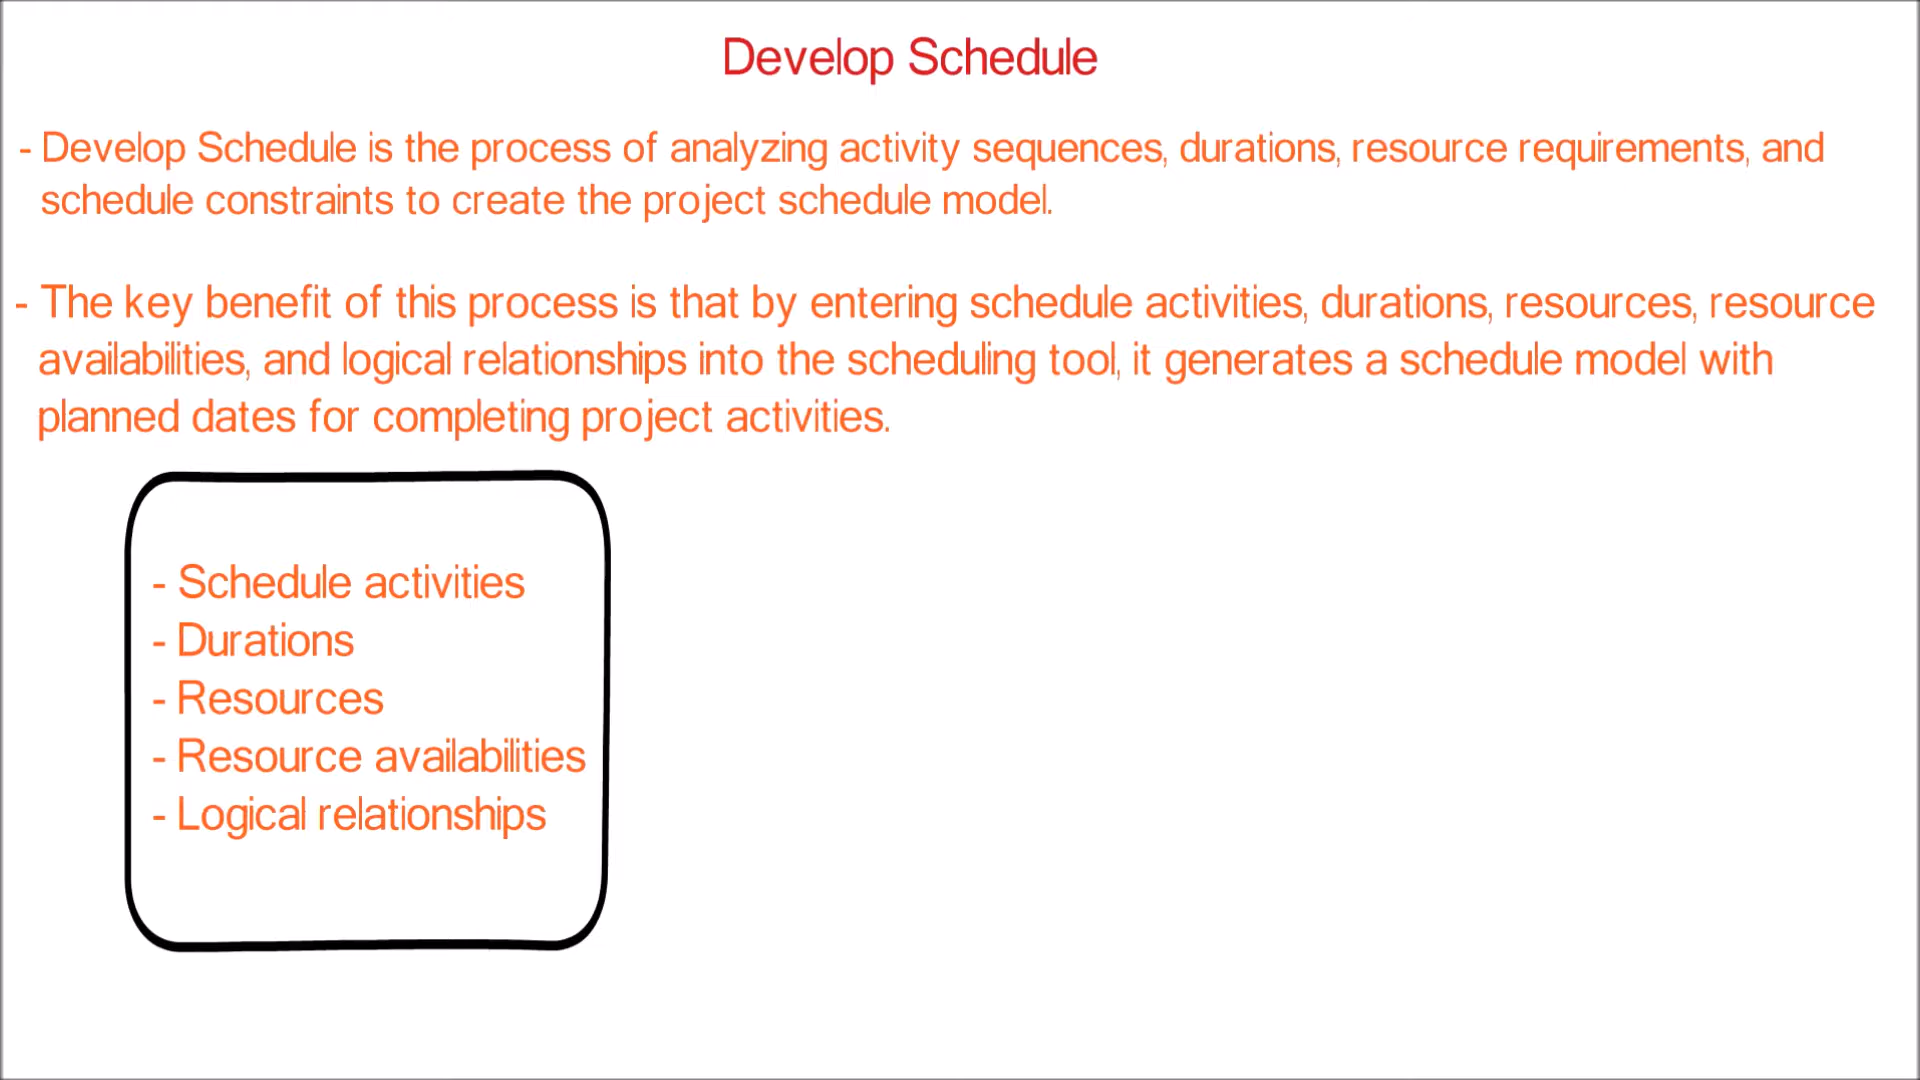 Develop Schedule
- Develop Schedule is the process of analyzing activity sequences, durations, resource requirements, and
schedule constraints to create the project schedule model.
- The key benefit of this process is that by entering schedule activities, durations, resources, resource
availabilities, and logical relationships into the scheduling tool, it generates a schedule model with
planned dates for completing project activities.
- Schedule activities
- Durations
- Resources
- Resource availabilities
- Logical relationships